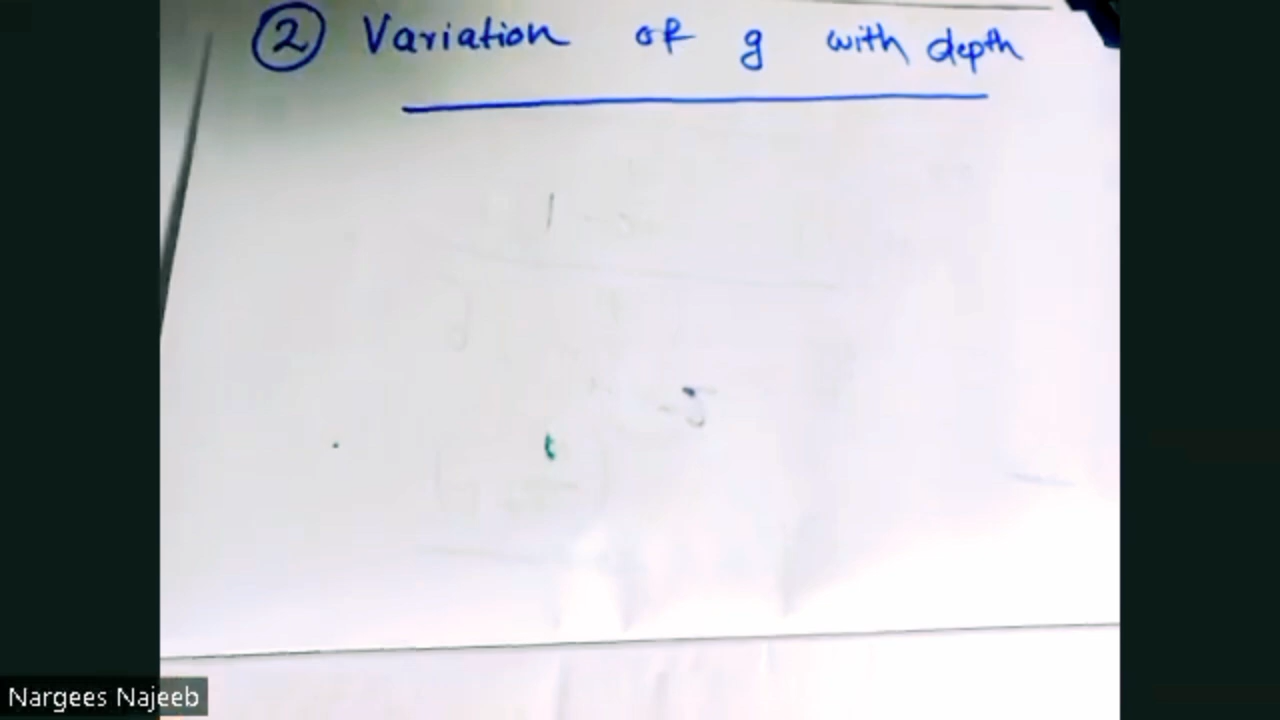 ② Variation of g with depth
Nargees Najeeb